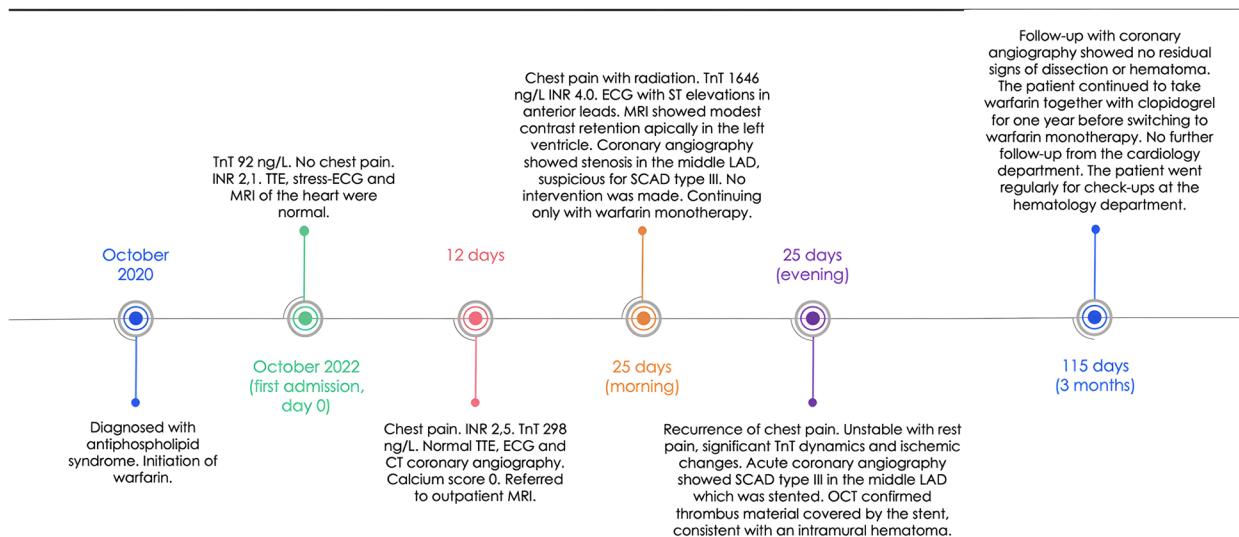 October
2020
Diagnosed with
antiphospholipid
syndrome. Initiation of
warfarin.
TnT 92 ng/L. No chest pain.
INR 2,1. TTE, stress-ECG and
MRI of the heart were
normal.
October 2022
(first admission,
day 0)
12 days
Chest pain. INR 2,5. TnT 298
ng/L. Normal TTE, ECG and
CT coronary angiography.
Calcium score 0. Referred
to outpatient MRI.
Chest pain with radiation. TnT 1646
ng/L INR 4.0. ECG with ST elevations in
anterior leads. MRI showed modest
contrast retention apically in the left
ventricle. Coronary angiography
showed stenosis in the middle LAD,
suspicious for SCAD type III. No
intervention was made. Continuing
only with warfarin monotherapy.
25 days
(morning)
25 days
(evening)
Recurrence of chest pain. Unstable with rest
pain, significant TnT dynamics and ischemic
changes. Acute coronary angiography
showed SCAD type III in the middle LAD
which was stented. OCT confirmed
thrombus material covered by the stent,
consistent with an intramural hematoma.
Follow-up with coronary
angiography showed no residual
signs of dissection or hematoma.
The patient continued to take
warfarin together with clopidogrel
for one year before switching to
warfarin monotherapy. No further
follow-up from the cardiology
department. The patient went
regularly for check-ups at the
hematology department.
115 days
(3 months)